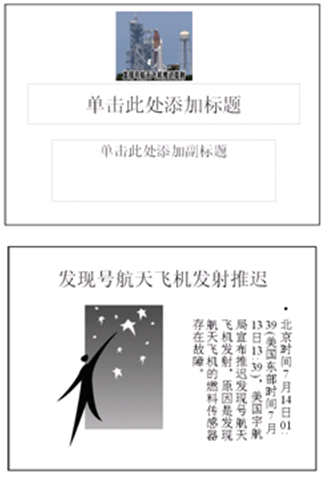 单击此处添加标题
单击此处添加副标题
发现号航天飞机发射推迟
• 北京时间7月14日01:
39(美国东部时间7月
13日13:39)，美国宇航
局宣布推迟发现号航天
飞机发射，原因是发现
航天飞机的燃料传感器
存在故障。